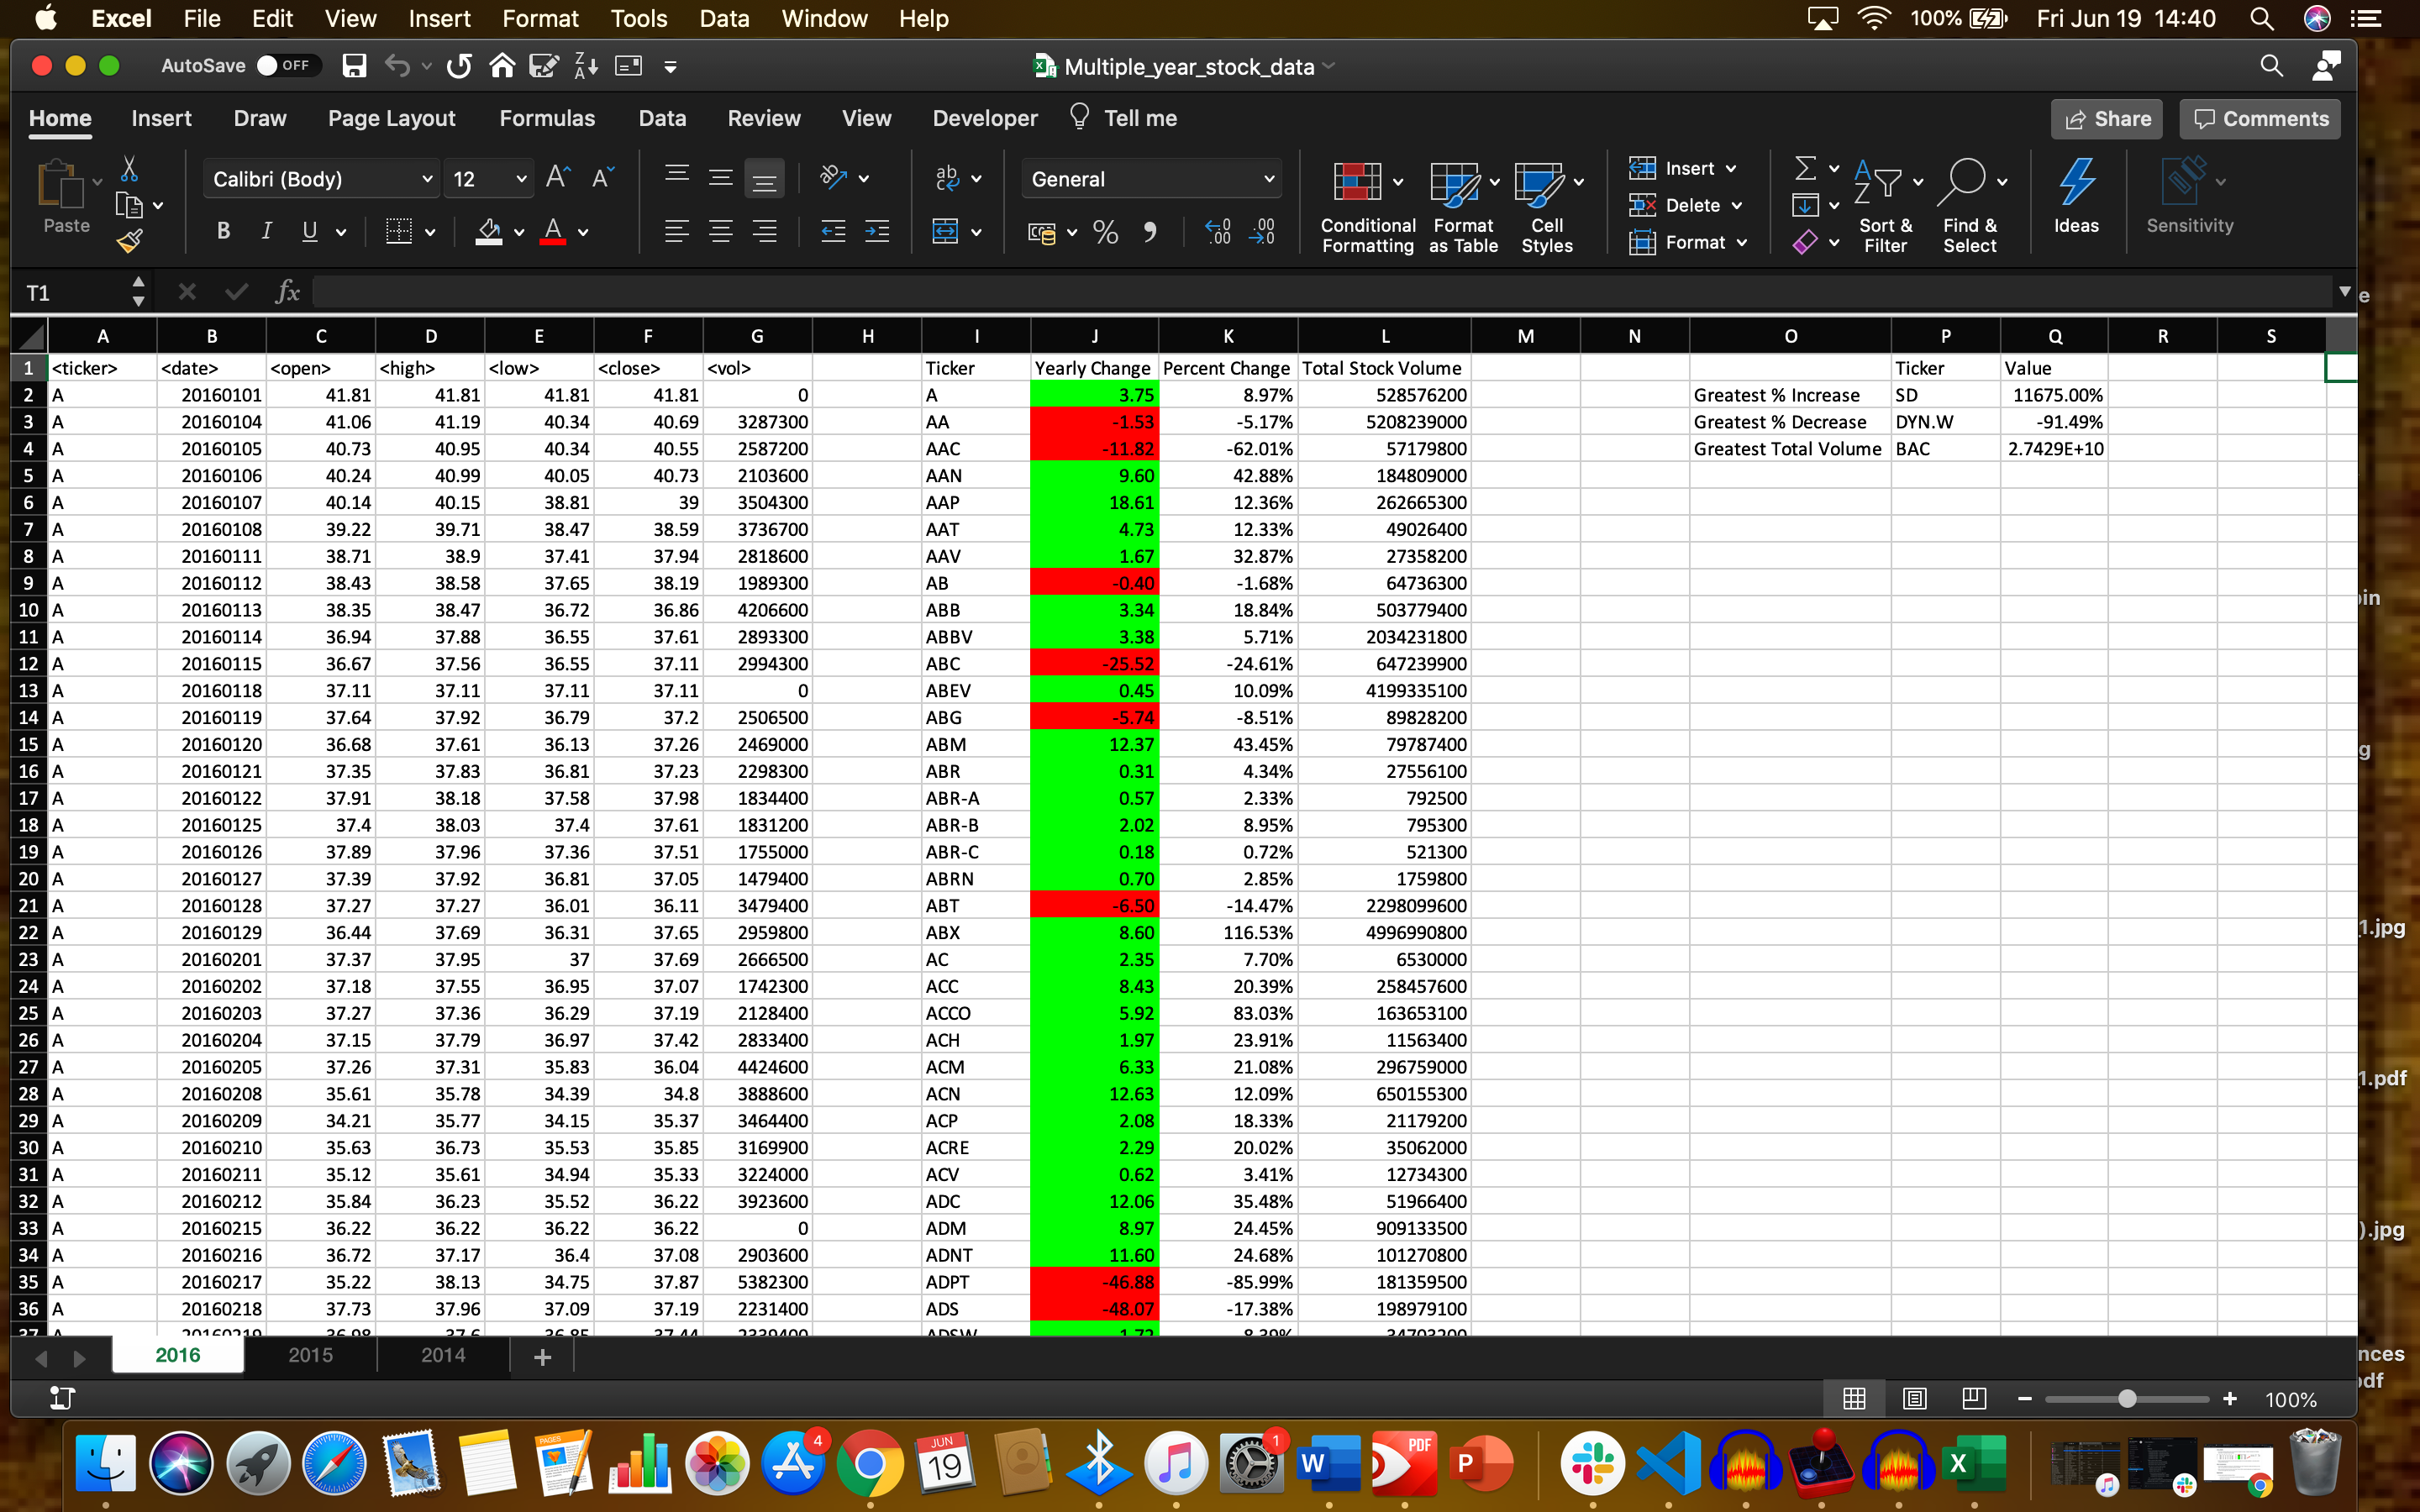 Excel File Edit View Insert Format Tools Data Window Help 100% Fri Jun 19 14:40
AutoSave OFF Multiple_year_stock_data
Home Insert Draw Page Layout Formulas Data Review View Developer Tell me Share Comments
Paste Calibri (Body) 12 General Conditional Formatting Format as Table Cell Styles Insert Delete Format Sort & Filter Find & Select Ideas Sensitivity
T1 fx
A B C D E F G H I J K L M N O P Q R S
1 <ticker> <date> <open> <high> <low> <close> <vol> Ticker Yearly Change Percent Change Total Stock Volume Ticker Value
2 A 20160101 41.81 41.81 41.81 41.81 0 A 3.75 8.97% 528576200 Greatest % Increase SD 11675.00%
3 A 20160104 41.06 41.19 40.34 40.69 3287300 AA -1.53 -5.17% 5208239000 Greatest % Decrease DYN.W -91.49%
4 A 20160105 40.73 40.95 40.34 40.55 2587200 AAC -11.82 -62.01% 57179800 Greatest Total Volume BAC 2.7429E+10
5 A 20160106 40.24 40.99 40.05 40.73 2103600 AAN 9.60 42.88% 184809000
6 A 20160107 40.14 40.15 38.81 39 3504300 AAP 18.61 12.36% 262665300
7 A 20160108 39.22 39.71 38.47 38.59 3736700 AAT 4.73 12.33% 49026400
8 A 20160111 38.71 38.9 37.41 37.94 2818600 AAV 1.67 32.87% 27358200
9 A 20160112 38.43 38.58 37.65 38.19 1989300 AB -0.40 -1.68% 64736300
10 A 20160113 38.35 38.47 36.72 36.86 4206600 ABB 3.34 18.84% 503779400
11 A 20160114 36.94 37.88 36.55 37.61 2893300 ABBV 3.38 5.71% 2034231800
12 A 20160115 36.67 37.56 36.55 37.11 2994300 ABC -25.52 -24.61% 647239900
13 A 20160118 37.11 37.11 37.11 37.11 0 ABEV 0.45 10.09% 4199335100
14 A 20160119 37.64 37.92 36.79 37.2 2506500 ABG -5.74 -8.51% 89828200
15 A 20160120 36.68 37.61 36.13 37.26 2469000 ABM 12.37 43.45% 79787400
16 A 20160121 37.35 37.83 36.81 37.23 2298300 ABR 0.31 4.34% 27556100
17 A 20160122 37.91 38.18 37.58 37.98 1834400 ABR-A 0.57 2.33% 792500
18 A 20160125 37.4 38.03 37.4 37.61 1831200 ABR-B 2.02 8.95% 795300
19 A 20160126 37.89 37.96 37.36 37.51 1755000 ABR-C 0.18 0.72% 521300
20 A 20160127 37.39 37.92 36.81 37.05 1479400 ABRN 0.70 2.85% 1759800
21 A 20160128 37.27 37.27 36.01 36.11 3479400 ABT -6.50 -14.47% 2298099600
22 A 20160129 36.44 37.69 36.31 37.65 2959800 ABX 8.60 116.53% 4996990800
23 A 20160201 37.37 37.95 37 37.69 2666500 AC 2.35 7.70% 6530000
24 A 20160202 37.18 37.55 36.95 37.07 1742300 ACC 8.43 20.39% 258457600
25 A 20160203 37.27 37.36 36.29 37.19 2128400 ACCO 5.92 83.03% 163653100
26 A 20160204 37.15 37.79 36.97 37.42 2833400 ACH 1.97 23.91% 11563400
27 A 20160205 37.26 37.31 35.83 36.04 4424600 ACM 6.33 21.08% 296759000
28 A 20160208 35.61 35.78 34.39 34.8 3888600 ACN 12.63 12.09% 650155300
29 A 20160209 34.21 35.77 34.15 35.37 3464400 ACP 2.08 18.33% 21179200
30 A 20160210 35.63 36.73 35.53 35.85 3169900 ACRE 2.29 20.02% 35062000
31 A 20160211 35.12 35.61 34.94 35.33 3224000 ACV 0.62 3.41% 12734300
32 A 20160212 35.84 36.23 35.52 36.22 3923600 ADC 12.06 35.48% 51966400
33 A 20160215 36.22 36.22 36.22 36.22 0 ADM 8.97 24.45% 909133500
34 A 20160216 36.72 37.17 36.4 37.08 2903600 ADNT 11.60 24.68% 101270800
35 A 20160217 35.22 38.13 34.75 37.87 5382300 ADPT -46.88 -85.99% 181359500
36 A 20160218 37.73 37.96 37.09 37.19 2231400 ADS -48.07 -17.38% 198979100
2016 2015 2014
100%
1.jpg
1.pdf
).jpg
4 JUN 19 PAGES 1 W PDF P X